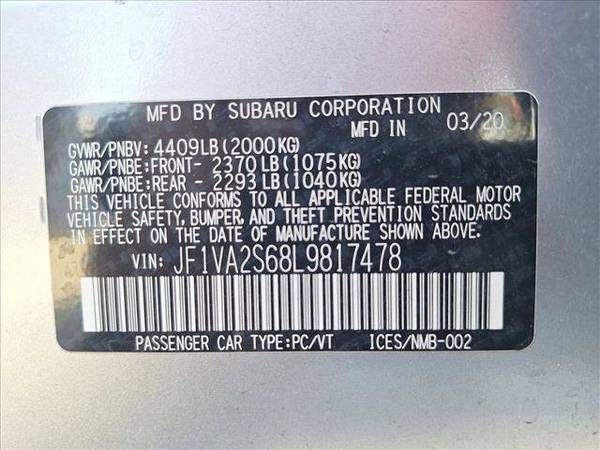 MFD BY SUBARU CORPORATION
MFD IN 03/20
GVWR/PNBV: 4409LB(2000KG)
GAWR/PNBE:FRONT- 2370LB(1075KG)
GAWR/PNBE:REAR - 2293LB(1040KG)
THIS VEHICLE CONFORMS TO ALL APPLICABLE FEDERAL MOTOR
VEHICLE SAFETY, BUMPER, AND THEFT PREVENTION STANDARDS
IN EFFECT ON THE DATE OF MANUFACTURE SHOWN ABOVE.
VIN: JF1VA2S68L9817478
PASSENGER CAR TYPE:PC/VT ICES/NMB-002